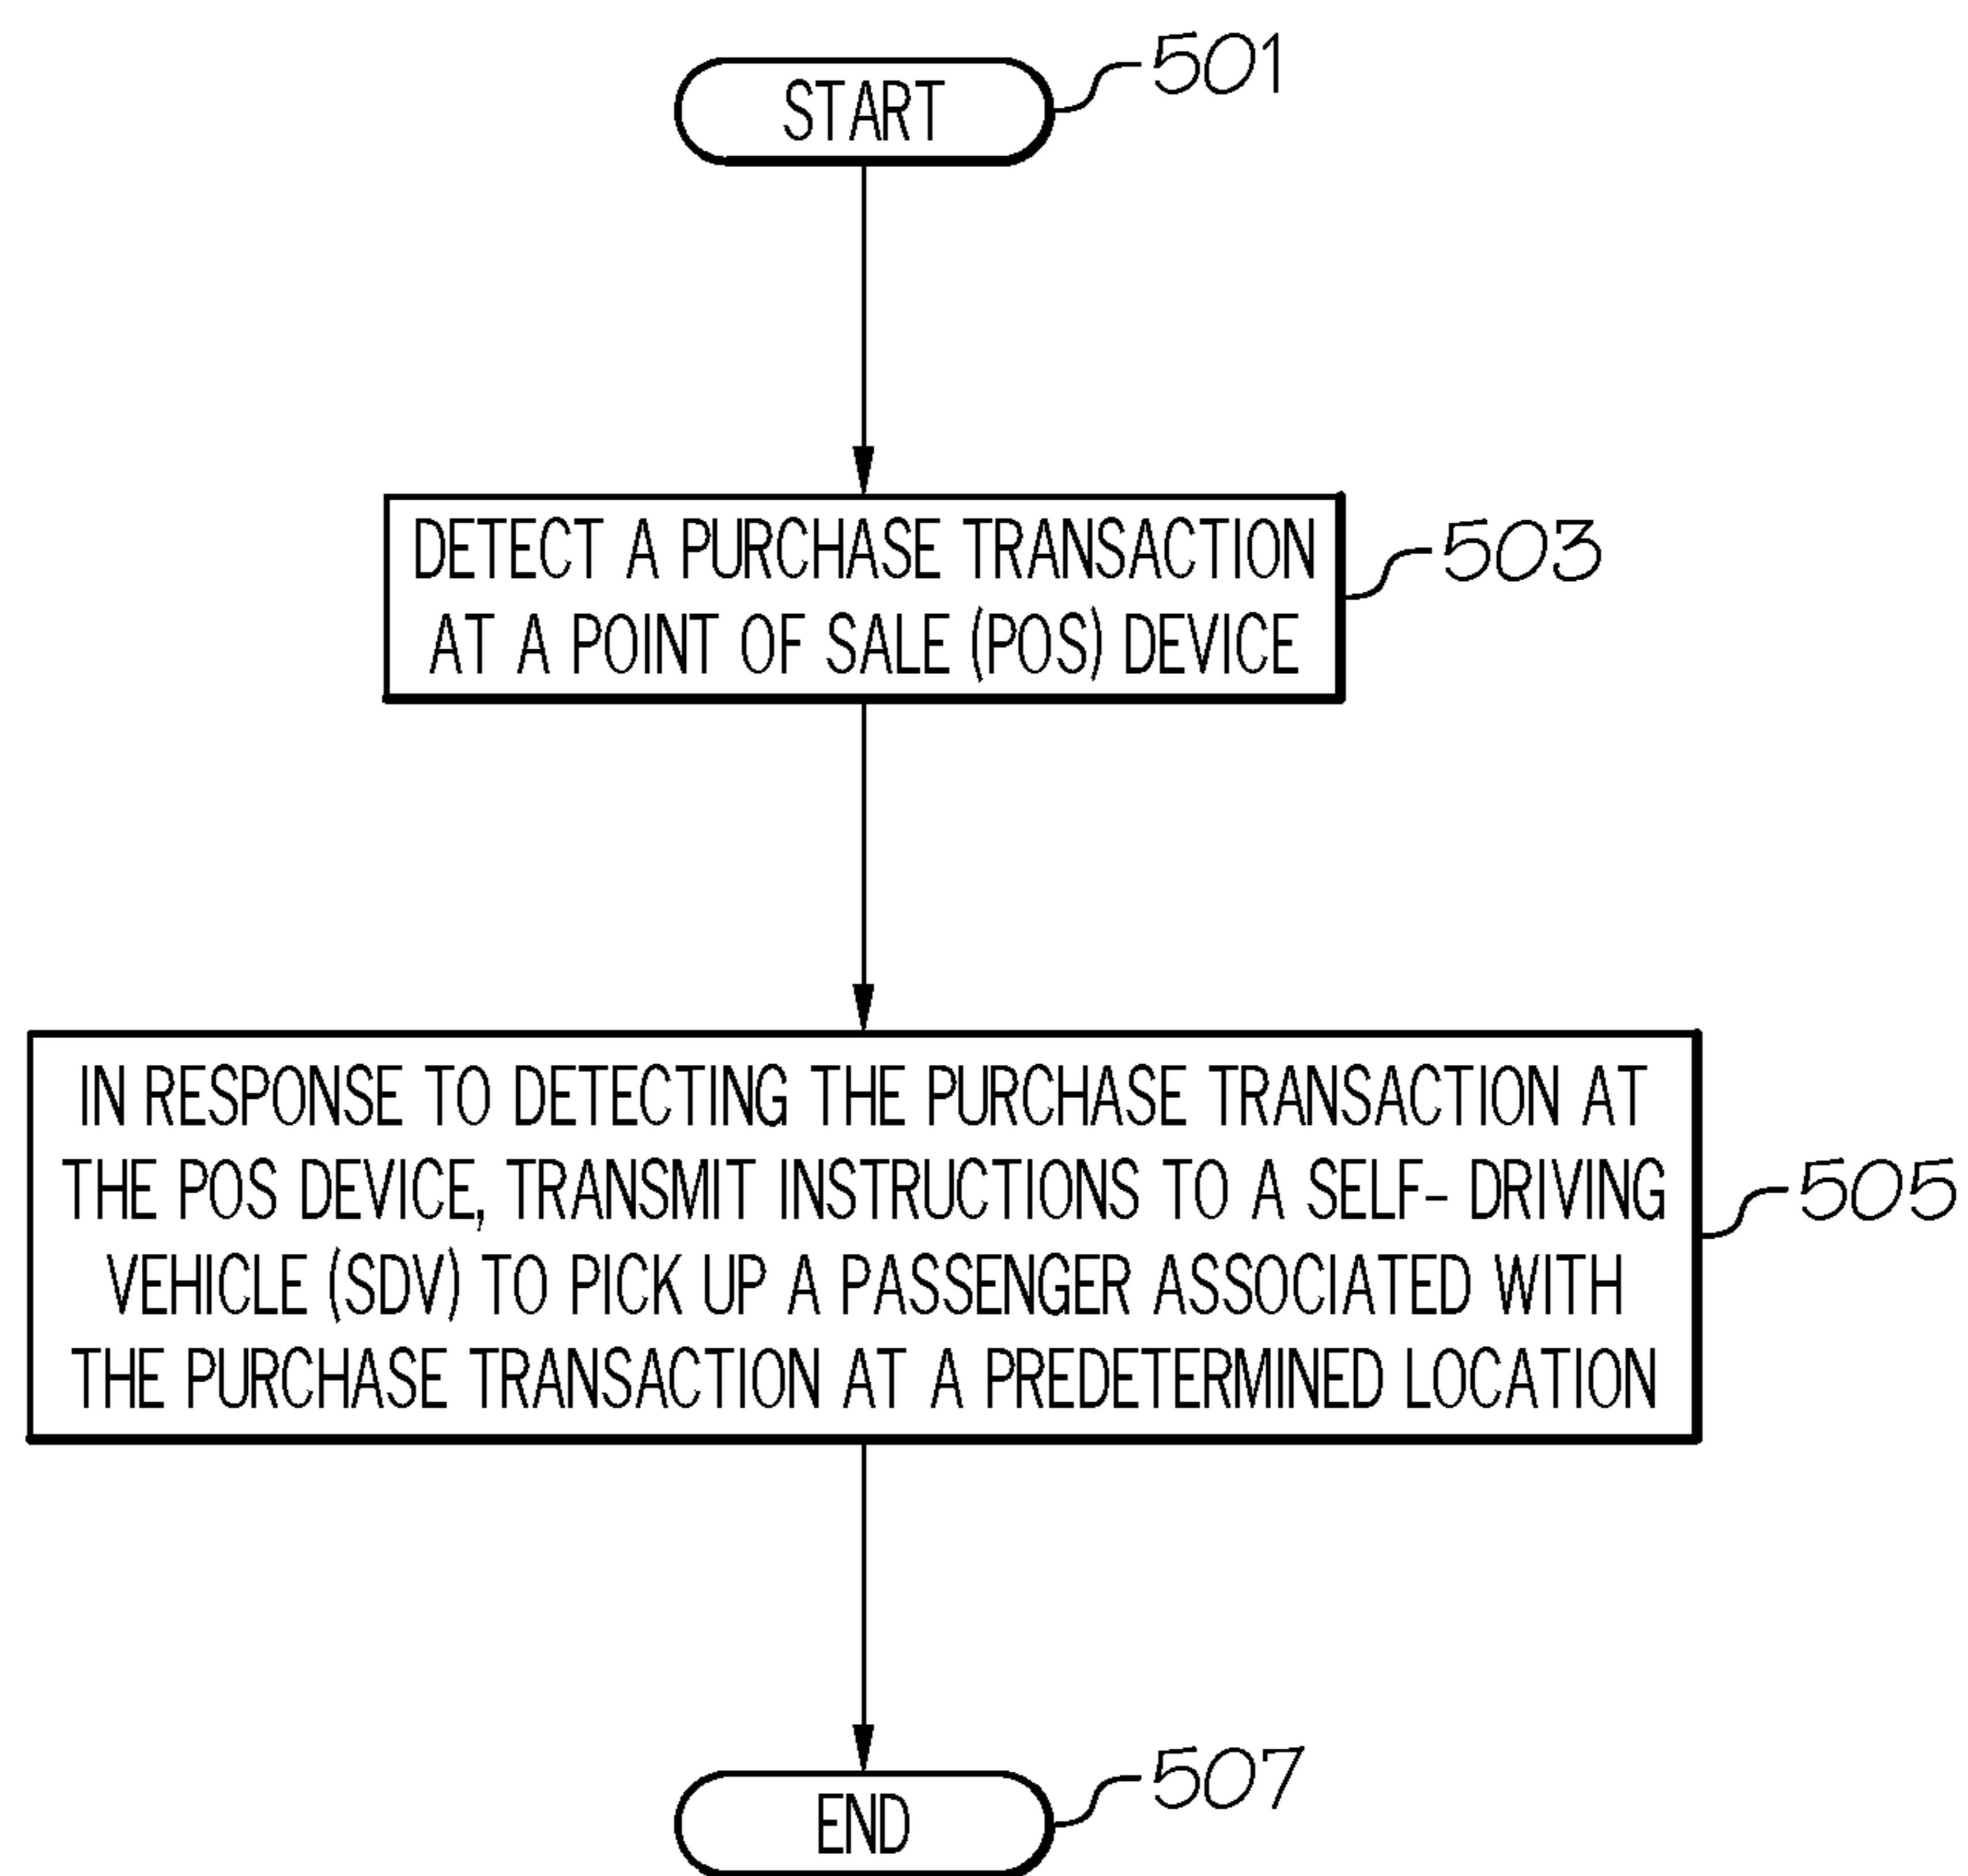 START
501
DETECT A PURCHASE TRANSACTION
AT A POINT OF SALE (POS) DEVICE
503
IN RESPONSE TO DETECTING THE PURCHASE TRANSACTION AT
THE POS DEVICE, TRANSMIT INSTRUCTIONS TO A SELF- DRIVING
VEHICLE (SDV) TO PICK UP A PASSENGER ASSOCIATED WITH
THE PURCHASE TRANSACTION AT A PREDETERMINED LOCATION
505
END
507